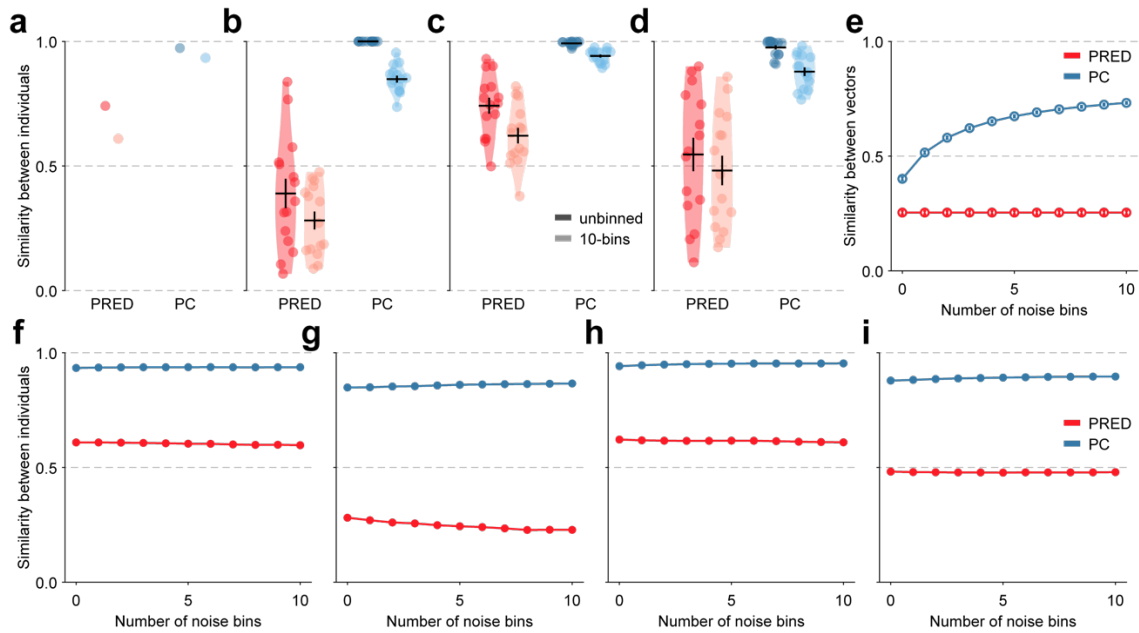 a
b
c
d
e
Similarity between individuals
1.0
0.5
0.0
PRED
PC
PRED
PC
PRED
PC
PRED
PC
unbinned
10-bins
Similarity between vectors
1.0
0.5
0.0
PRED
PC
0
5
10
Number of noise bins
f
g
h
i
Similarity between individuals
1.0
0.5
0.0
0
5
10
Number of noise bins
0
5
10
Number of noise bins
0
5
10
Number of noise bins
PRED
PC
0
5
10
Number of noise bins